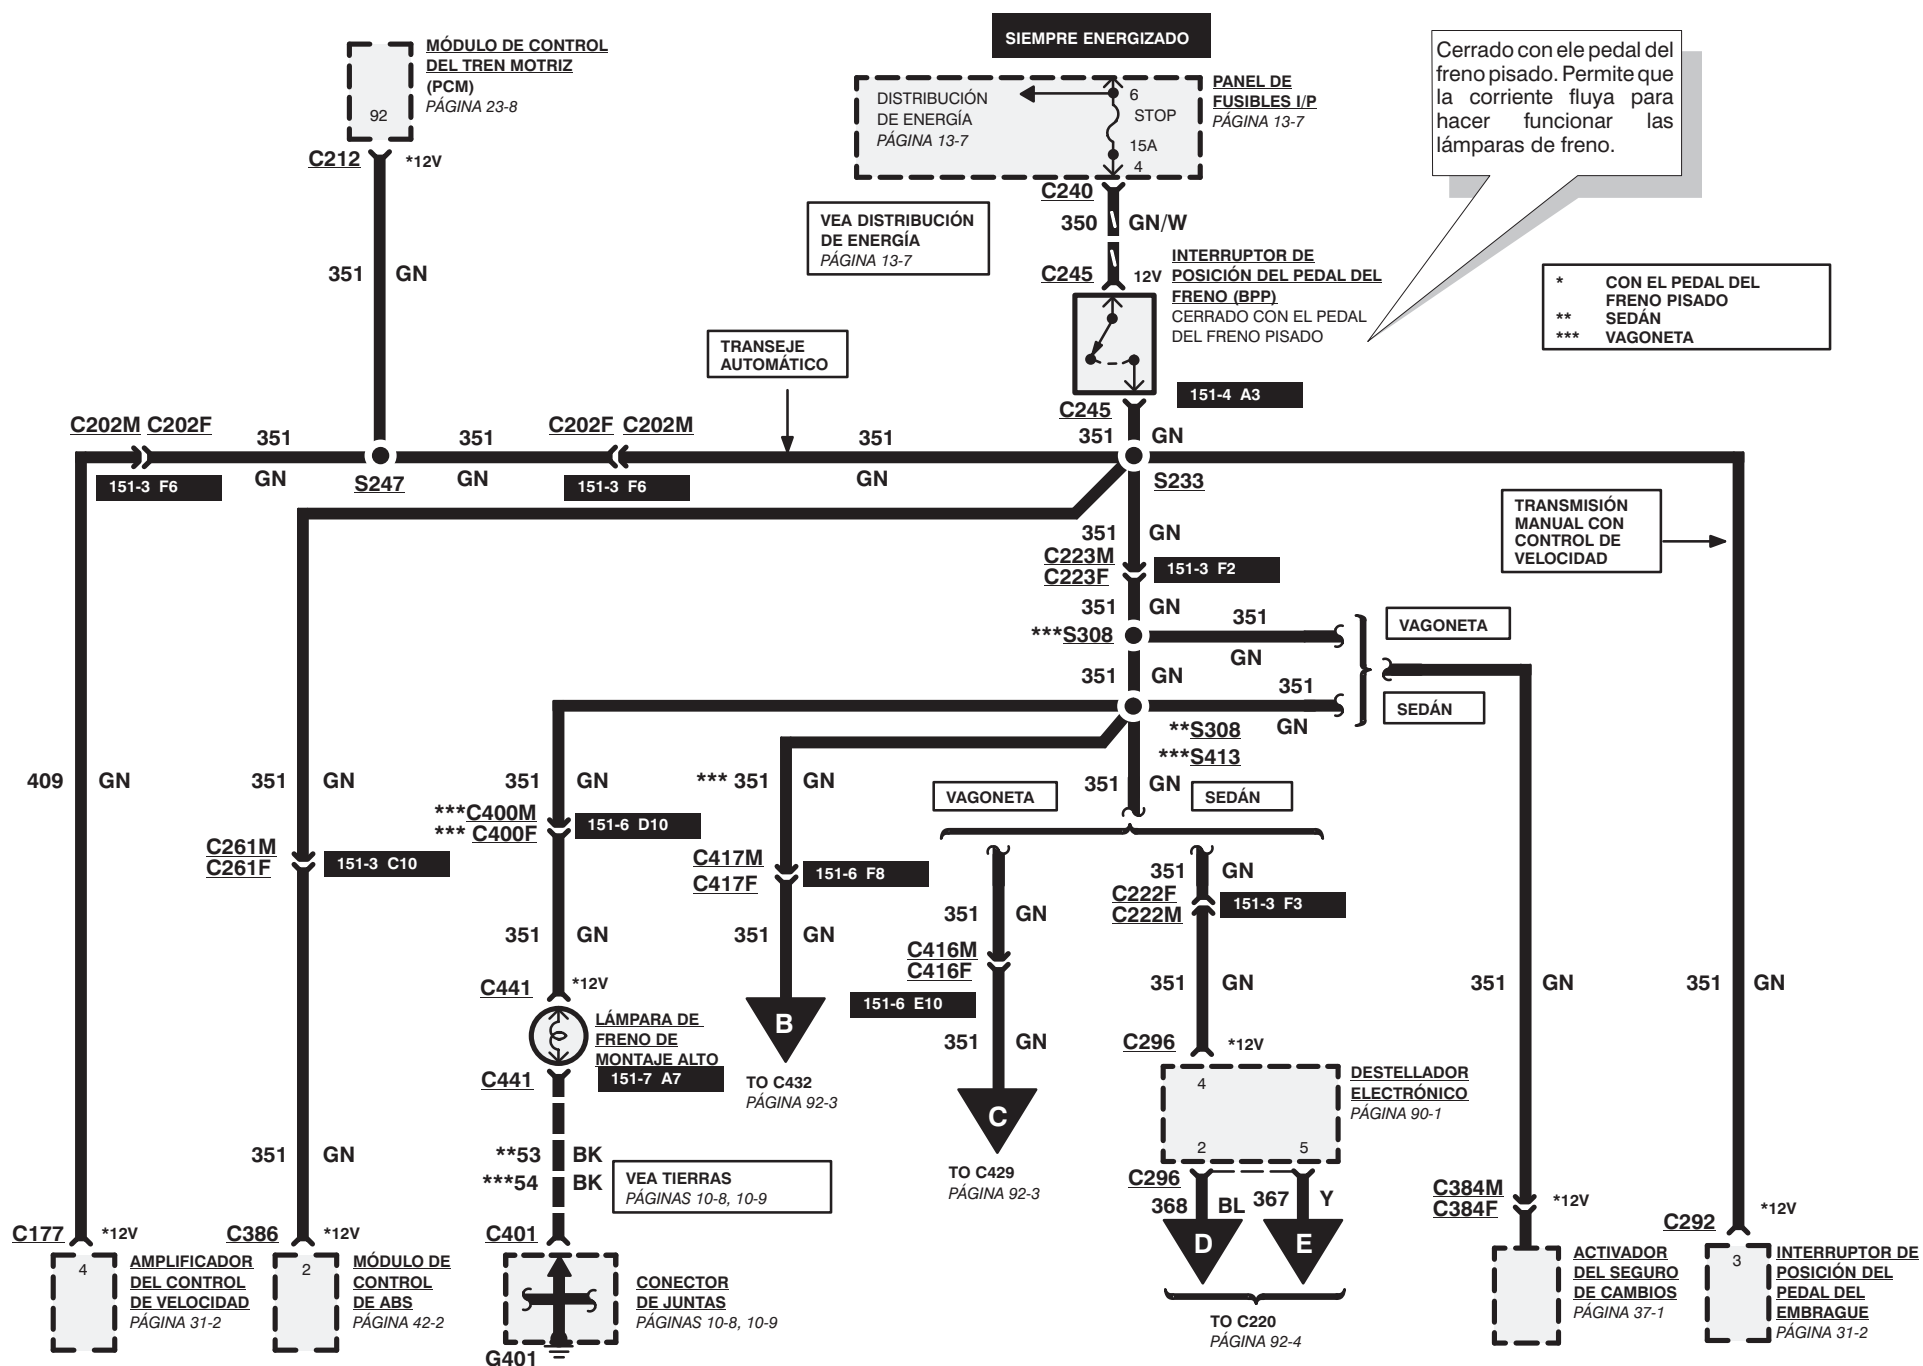 SIEMPRE ENERGIZADO
MÓDULO DE CONTROL
DEL TREN MOTRIZ
(PCM)
PÁGINA 23-8
92
C212
*12V
351
GN
DISTRIBUCIÓN
DE ENERGÍA
PÁGINA 13-7
6
STOP
15A
4
PANEL DE
FUSIBLES I/P
PÁGINA 13-7
Cerrado con ele pedal del
freno pisado. Permite que
la corriente fluya para
hacer funcionar las
lámparas de freno.
C240
350
GN/W
VEA DISTRIBUCIÓN
DE ENERGÍA
PÁGINA 13-7
C245
12V
INTERRUPTOR DE
POSICIÓN DEL PEDAL DEL
FRENO (BPP)
CERRADO CON EL PEDAL
DEL FRENO PISADO
* CON EL PEDAL DEL
FRENO PISADO
** SEDÁN
*** VAGONETA
TRANSEJE
AUTOMÁTICO
151-4 A3
C245
351
GN
C202M C202F
351
GN
151-3 F6
S247
351
GN
C202F C202M
151-3 F6
351
GN
S233
TRANSMISIÓN
MANUAL CON
CONTROL DE
VELOCIDAD
351
GN
C223M
C223F
151-3 F2
351
GN
***S308
351
GN
VAGONETA
351
GN
351
GN
SEDÁN
**S308
***S413
351
GN
VAGONETA
SEDÁN
409
GN
351
GN
351
GN
*** 351
GN
***C400M
*** C400F
151-6 D10
C261M
C261F
151-3 C10
C417M
C417F
151-6 F8
351
GN
C222F
C222M
151-3 F3
351
GN
351
GN
351
GN
C416M
C416F
151-6 E10
351
GN
351
GN
351
GN
351
GN
C441
*12V
LÁMPARA DE
FRENO DE
MONTAJE ALTO
151-7 A7
C441
B
TO C432
PÁGINA 92-3
C
TO C429
PÁGINA 92-3
C296
*12V
4
2
5
DESTELLADOR
ELECTRÓNICO
PÁGINA 90-1
C296
368
BL
367
Y
D
E
TO C220
PÁGINA 92-4
351
GN
**53
BK
***54
BK
VEA TIERRAS
PÁGINAS 10-8, 10-9
C177
*12V
4
AMPLIFICADOR
DEL CONTROL
DE VELOCIDAD
PÁGINA 31-2
C386
*12V
2
MÓDULO DE
CONTROL
DE ABS
PÁGINA 42-2
C401
CONECTOR
DE JUNTAS
PÁGINAS 10-8, 10-9
G401
C384M
C384F
*12V
ACTIVADOR
DEL SEGURO
DE CAMBIOS
PÁGINA 37-1
C292
*12V
3
INTERRUPTOR DE
POSICIÓN DEL
PEDAL DEL
EMBRAGUE
PÁGINA 31-2